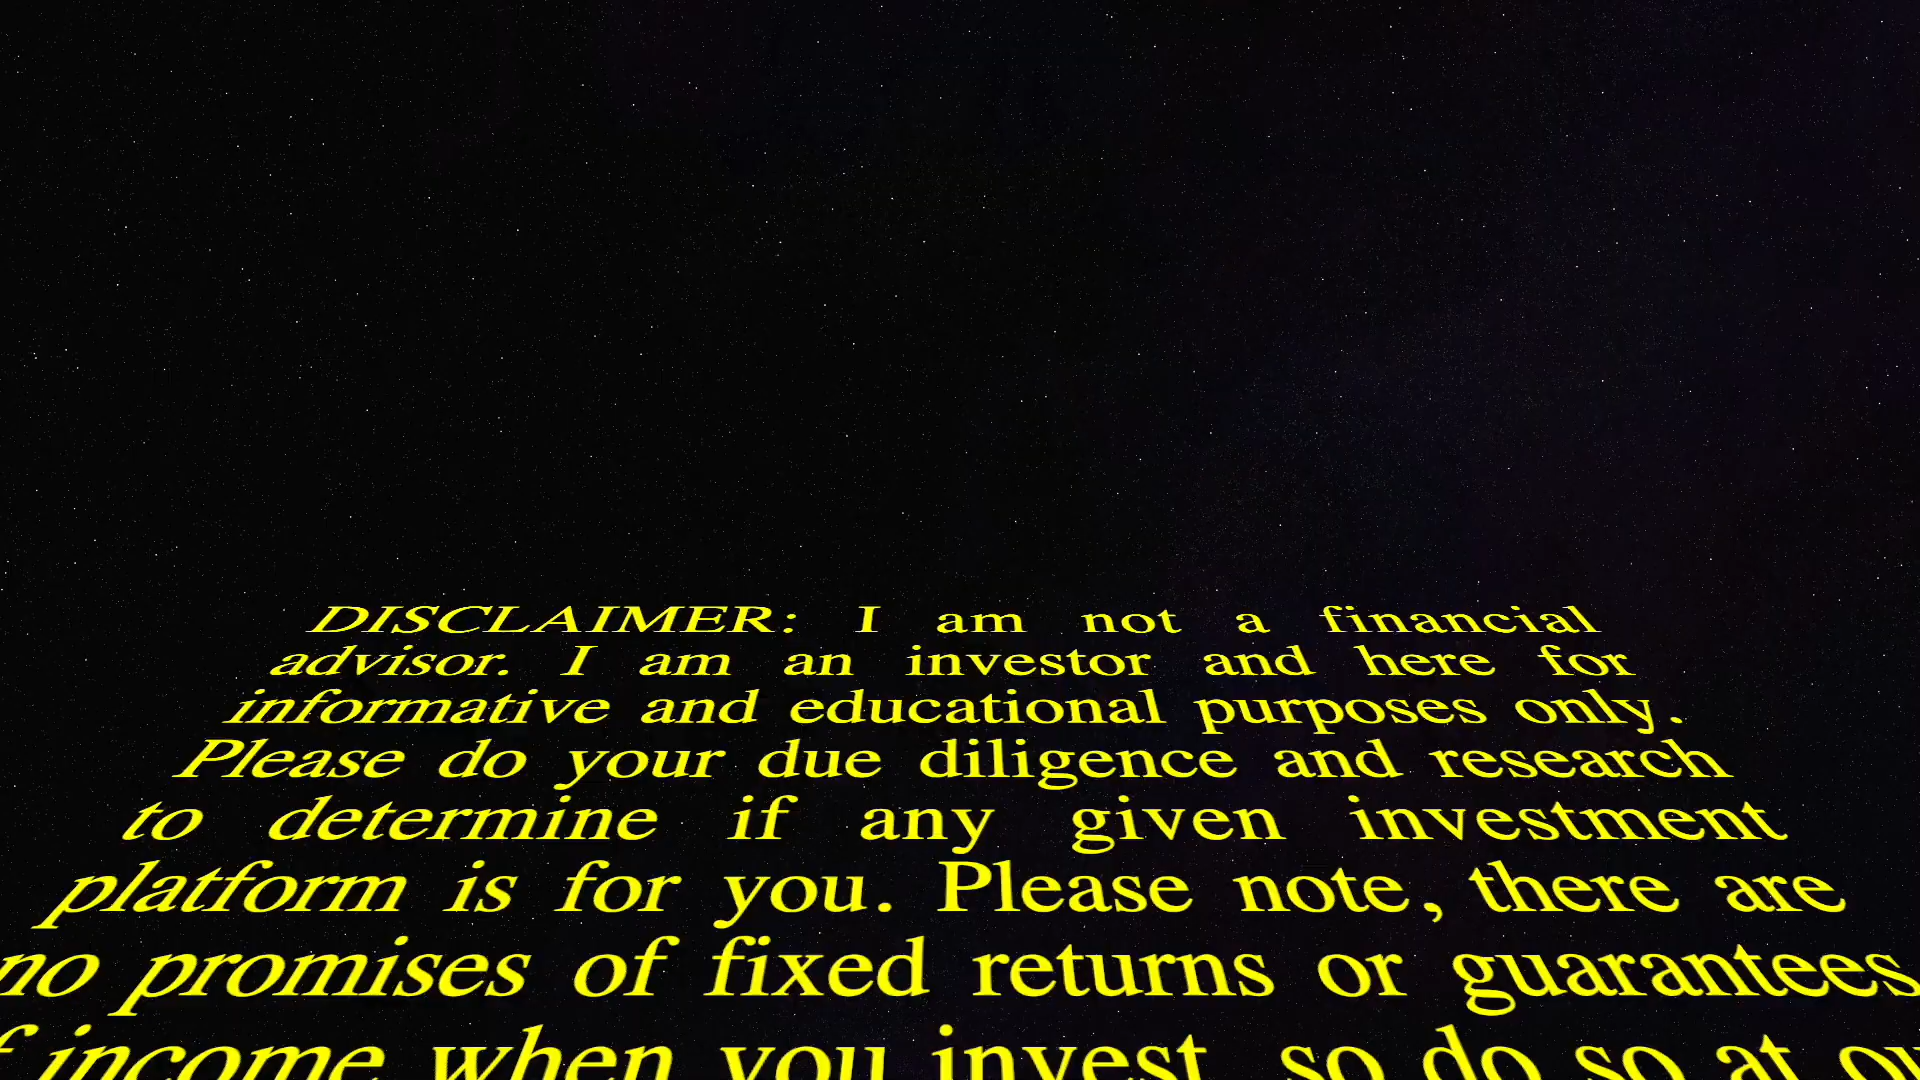 DISCLAIMER: I am not a financial
advisor. I am an investor and here for
informative and educational purposes only.
Please do your due diligence and research
to determine if any given investment
platform is for you. Please note, there are
no promises of fixed returns or guarantees
income when you invest, so do so at